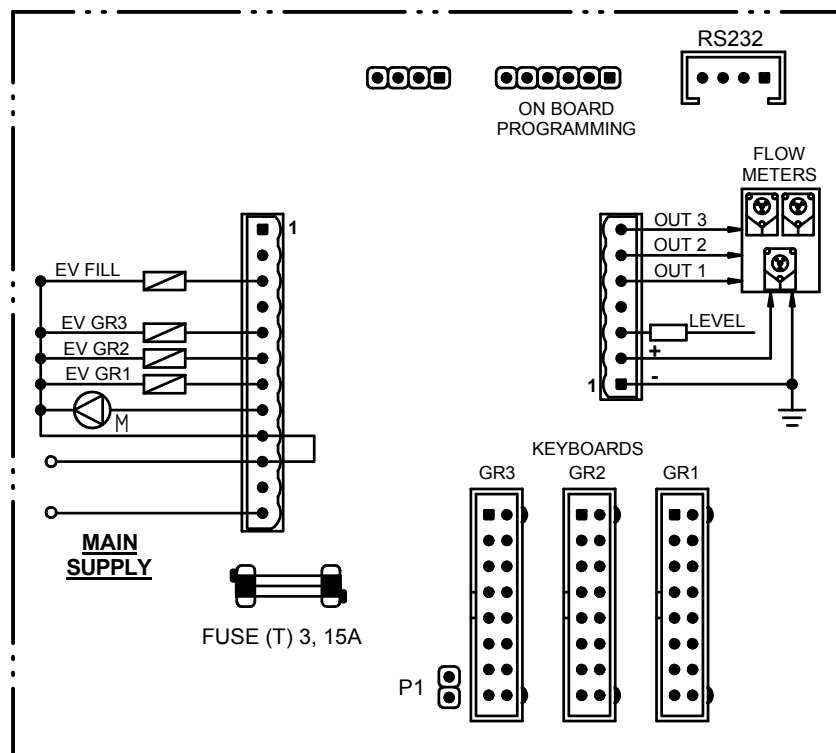 RS232
ON BOARD
PROGRAMMING
FLOW
METERS
1
OUT 3
OUT 2
OUT 1
EV FILL
LEVEL
EV GR3
EV GR2
+
EV GR1
1
-
M
KEYBOARDS
GR3
GR2
GR1
MAIN
SUPPLY
FUSE (T) 3, 15A
P1